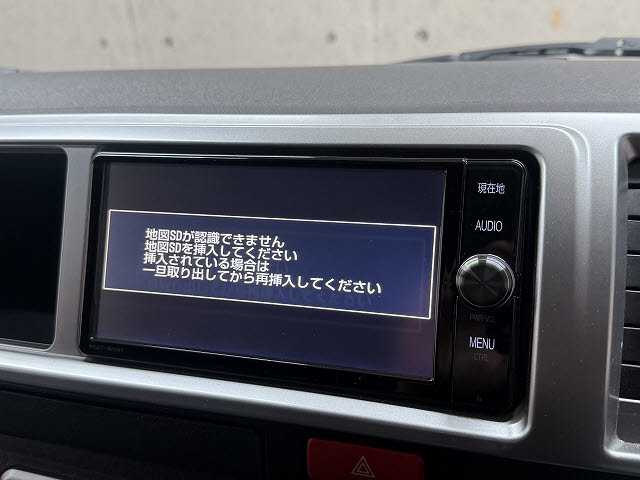 地図SDが認識できません
地図SDを挿入してください
挿入されている場合は
一旦取り出してから再挿入してください
現在地
AUDIO
PWR·VOL
MENU
CTRL